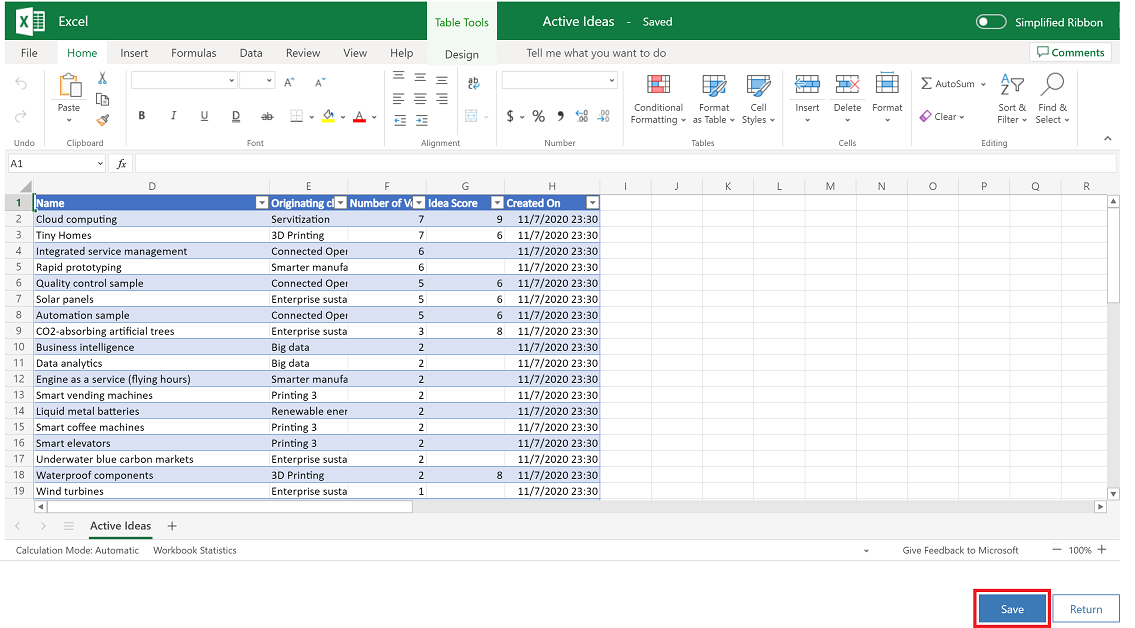 Excel Table Tools Active Ideas - Saved Simplified Ribbon
File Home Insert Formulas Data Review View Help Design Tell me what you want to do Comments
Paste
B I U D ab
ab
$ % 9
Conditional Formatting
Format as Table
Cell Styles
Insert
Delete
Format
AutoSum
Clear
Sort & Filter
Find & Select
Undo Clipboard Font Alignment Number Tables Cells Editing
A1 fx
D E F G H I J K L M N O P Q R
1 Name Originating cl Number of Vo Idea Score Created On
2 Cloud computing Servitization 7 9 11/7/2020 23:30
3 Tiny Homes 3D Printing 7 6 11/7/2020 23:30
4 Integrated service management Connected Oper 6 11/7/2020 23:30
5 Rapid prototyping Smarter manufa 6 11/7/2020 23:30
6 Quality control sample Connected Oper 5 6 11/7/2020 23:30
7 Solar panels Enterprise susta 5 6 11/7/2020 23:30
8 Automation sample Connected Oper 5 6 11/7/2020 23:30
9 CO2-absorbing artificial trees Enterprise susta 3 8 11/7/2020 23:30
10 Business intelligence Big data 2 11/7/2020 23:30
11 Data analytics Big data 2 11/7/2020 23:30
12 Engine as a service (flying hours) Smarter manufa 2 11/7/2020 23:30
13 Smart vending machines Printing 3 2 11/7/2020 23:30
14 Liquid metal batteries Renewable ener 2 11/7/2020 23:30
15 Smart coffee machines Printing 3 2 11/7/2020 23:30
16 Smart elevators Printing 3 2 11/7/2020 23:30
17 Underwater blue carbon markets Enterprise susta 2 11/7/2020 23:30
18 Waterproof components 3D Printing 2 8 11/7/2020 23:30
19 Wind turbines Enterprise susta 1 11/7/2020 23:30
Active Ideas +
Calculation Mode: Automatic Workbook Statistics Give Feedback to Microsoft — 100% +
Save Return